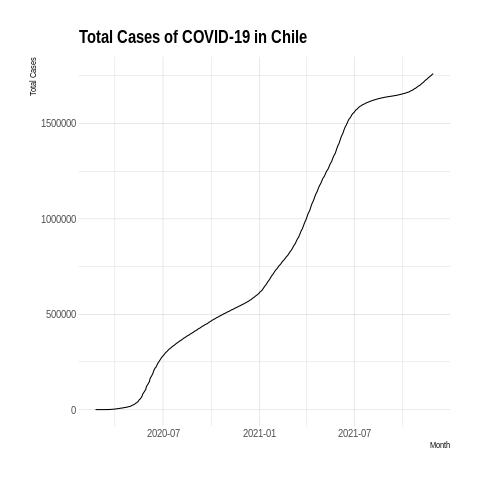 Total Cases of COVID-19 in Chile
Total Cases
1500000
1000000
500000
0
2020-07 2021-01 2021-07
Month